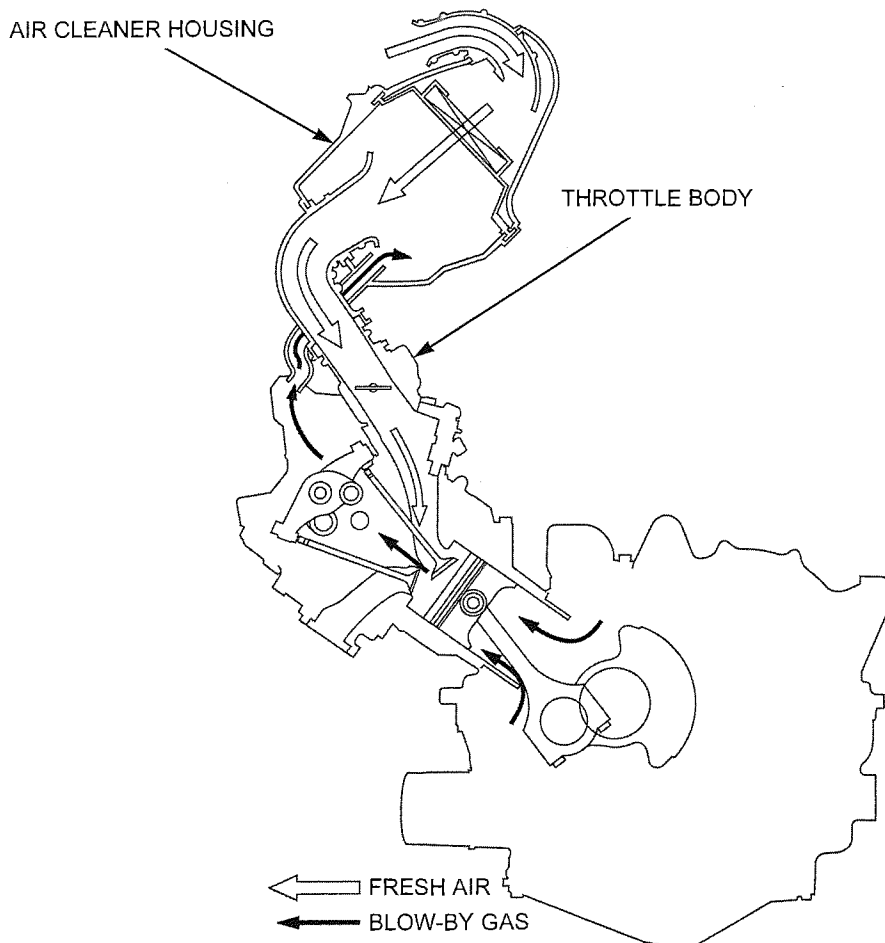 AIR CLEANER HOUSING
THROTTLE BODY
FRESH AIR
BLOW-BY GAS